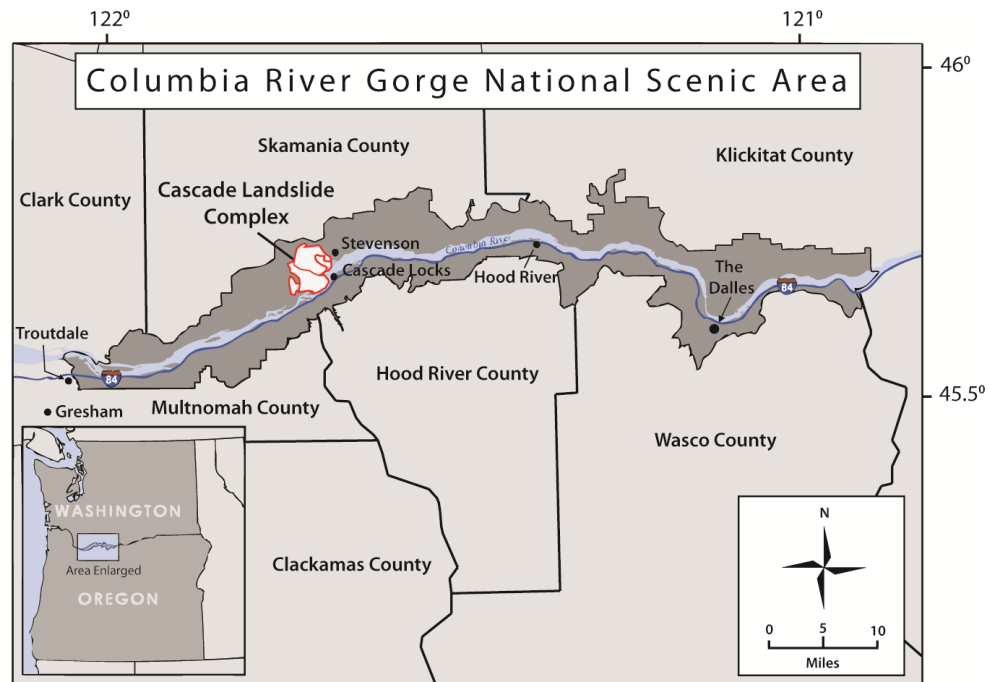 122⁰
121⁰
Columbia River Gorge National Scenic Area
46⁰
Skamania County
Klickitat County
Clark County
Cascade Landslide
Complex
Stevenson
Columbia River
Cascade Locks
Hood River
The
Dalles
84
Troutdale
84
Hood River County
45.5⁰
Gresham
Multnomah County
Wasco County
WASHINGTON
Area Enlarged
OREGON
Clackamas County
N
0
5
10
Miles